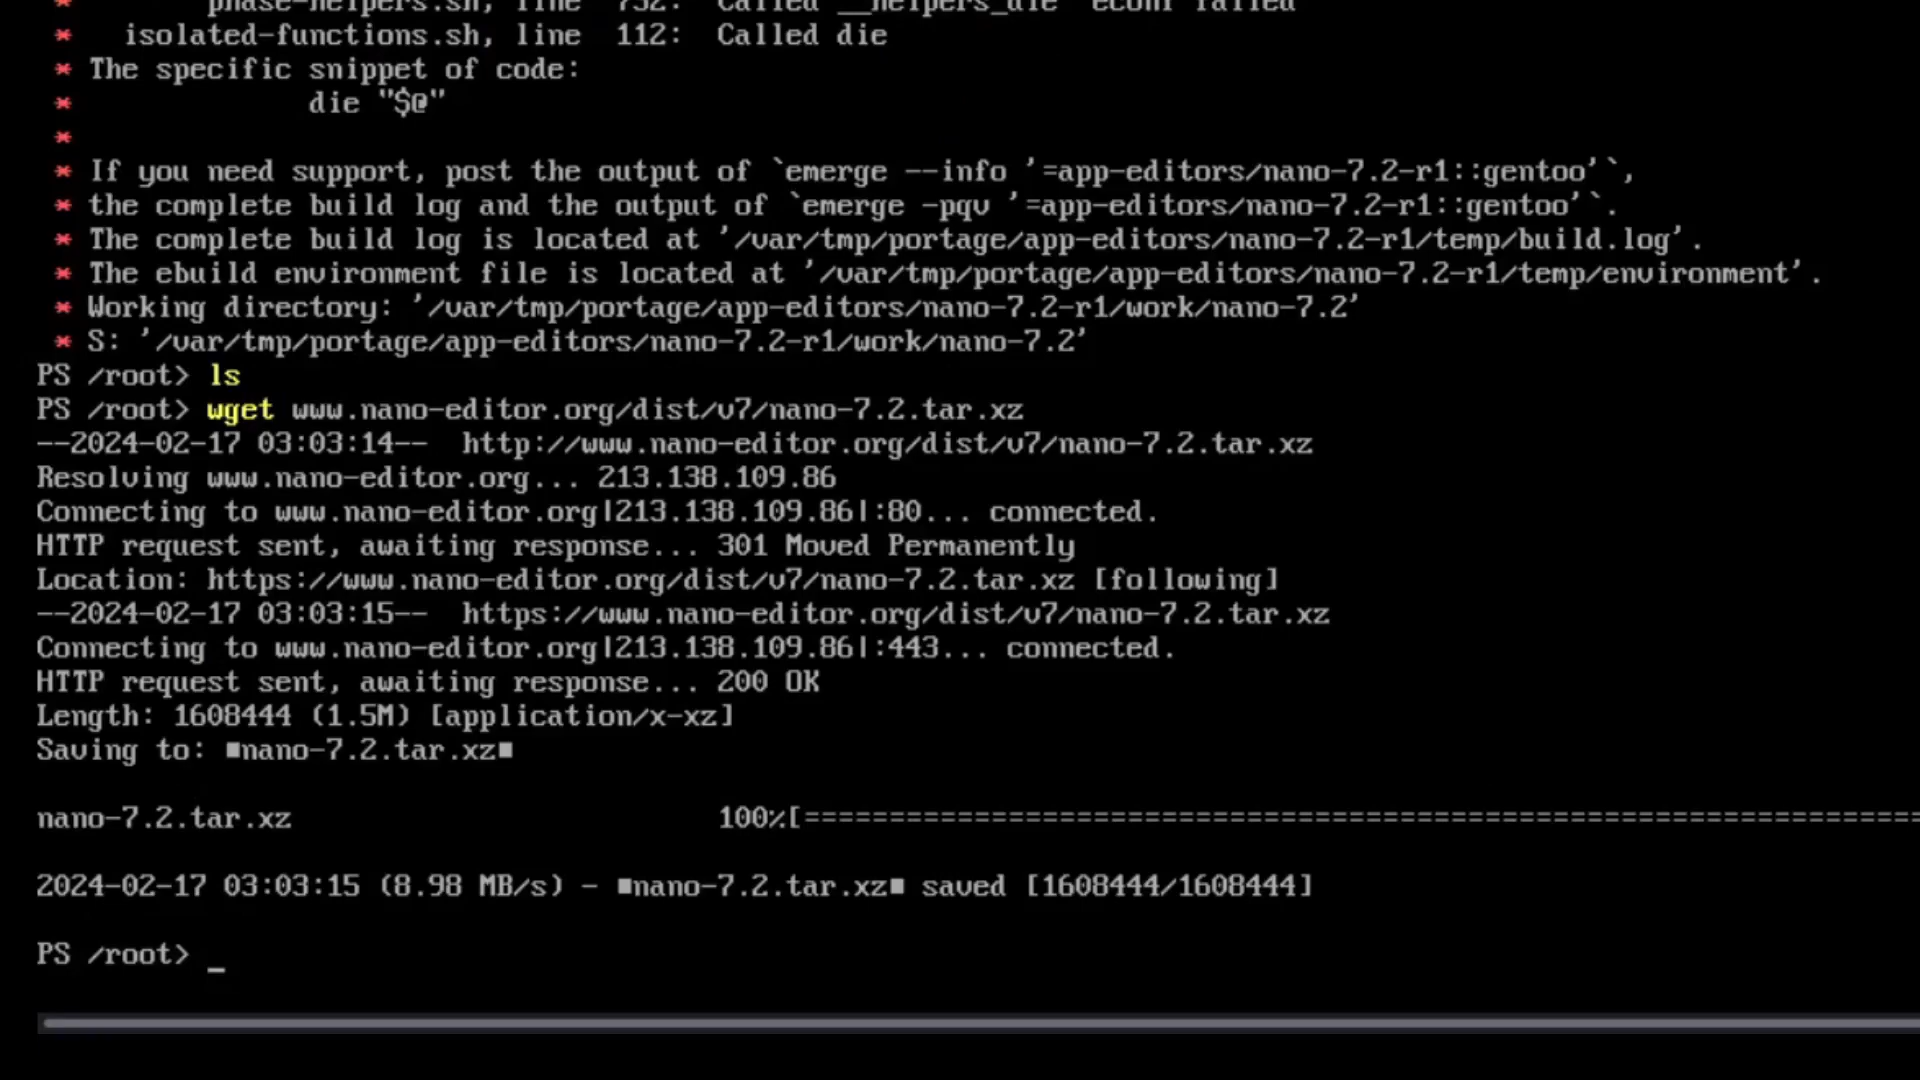 * phase-helpers.sh, line 732: Called __helpers_die 'econf failed'
* isolated-functions.sh, line 112: Called die
* The specific snippet of code:
* die "$@"
*
* If you need support, post the output of `emerge --info '=app-editors/nano-7.2-r1::gentoo'`,
* the complete build log and the output of `emerge -pqv '=app-editors/nano-7.2-r1::gentoo'`.
* The complete build log is located at '/var/tmp/portage/app-editors/nano-7.2-r1/temp/build.log'.
* The ebuild environment file is located at '/var/tmp/portage/app-editors/nano-7.2-r1/temp/environment'.
* Working directory: '/var/tmp/portage/app-editors/nano-7.2-r1/work/nano-7.2'
* S: '/var/tmp/portage/app-editors/nano-7.2-r1/work/nano-7.2'
PS /root> ls
PS /root> wget www.nano-editor.org/dist/v7/nano-7.2.tar.xz
--2024-02-17 03:03:14-- http://www.nano-editor.org/dist/v7/nano-7.2.tar.xz
Resolving www.nano-editor.org... 213.138.109.86
Connecting to www.nano-editor.org|213.138.109.86|:80... connected.
HTTP request sent, awaiting response... 301 Moved Permanently
Location: https://www.nano-editor.org/dist/v7/nano-7.2.tar.xz [following]
--2024-02-17 03:03:15-- https://www.nano-editor.org/dist/v7/nano-7.2.tar.xz
Connecting to www.nano-editor.org|213.138.109.86|:443... connected.
HTTP request sent, awaiting response... 200 OK
Length: 1608444 (1.5M) [application/x-xz]
Saving to: ■nano-7.2.tar.xz■
nano-7.2.tar.xz 100%[==================================================================
2024-02-17 03:03:15 (8.98 MB/s) - ■nano-7.2.tar.xz■ saved [1608444/1608444]
PS /root> _